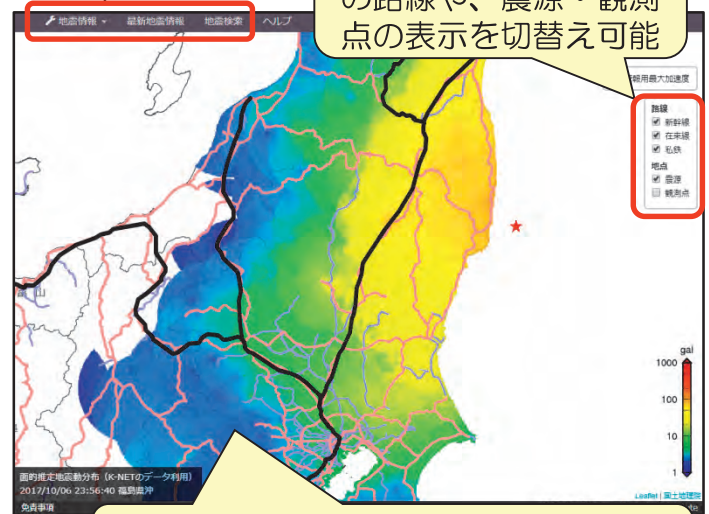 地震情報 最新地震情報 地震検索 ヘルプ
の路線や、震源・観測
点の表示を切替え可能
報用最大加速度
路線
新幹線
在来線
私鉄
地点
震源
観測点
gal
1000
100
10
1
面的推定地震動分布（K-NETのデータ利用）
2017/10/06 23:56:40 福島県沖
Leaflet | 国土地理院
免責事項